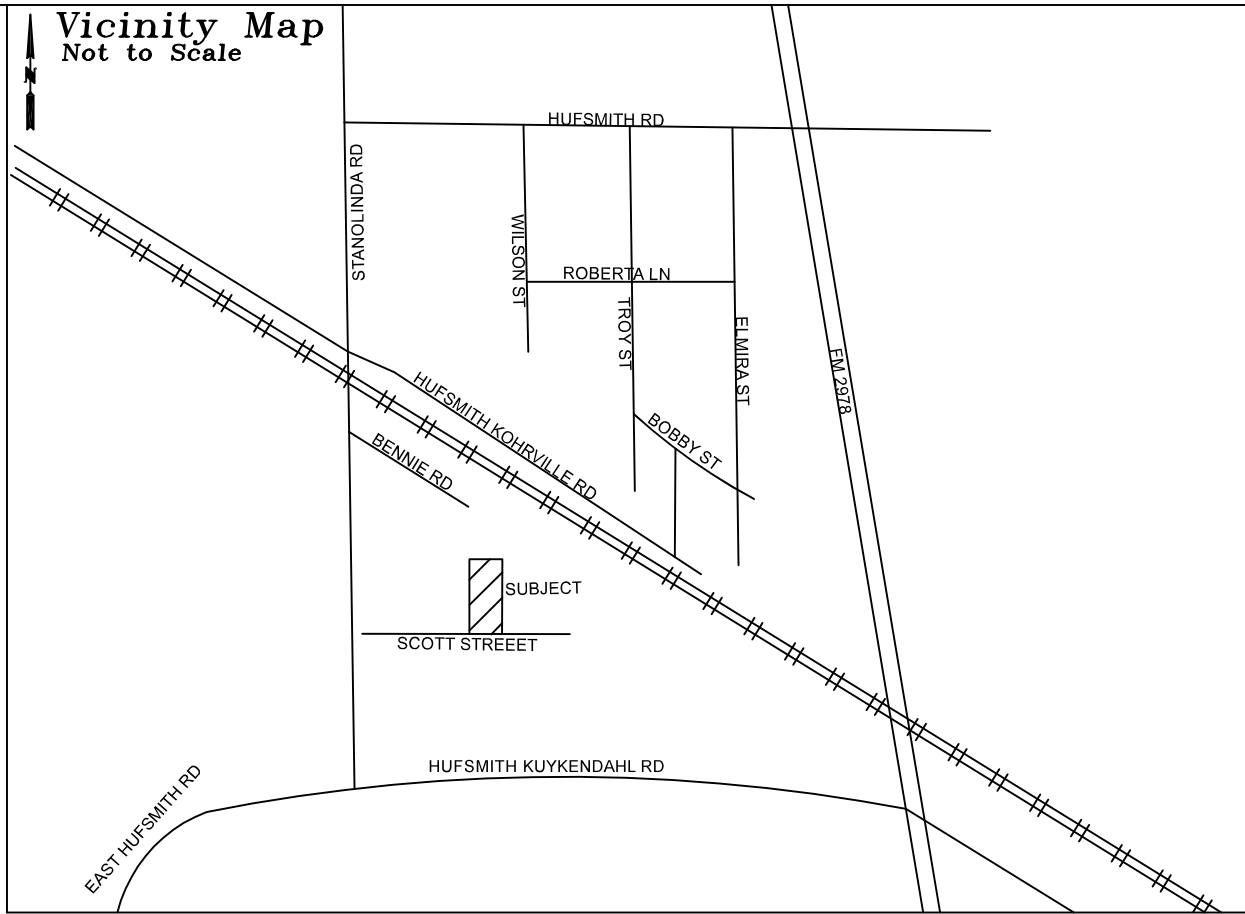 Vicinity Map
Not to Scale
N
HUFSMITH RD
STANOLINDA RD
WILSON ST
ROBERTA LN
TROY ST
ELMIRA ST
FM 2978
HUFSMITH KOHRVILLE RD
BOBBY ST
BENNIE RD
SUBJECT
SCOTT STREEET
HUFSMITH KUYKENDAHL RD
EAST HUFSMITH RD